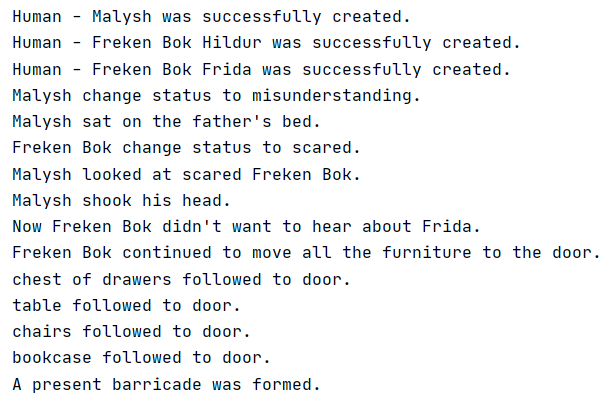 Human - Malysh was successfully created.
Human - Freken Bok Hildur was successfully created.
Human - Freken Bok Frida was successfully created.
Malysh change status to misunderstanding.
Malysh sat on the father's bed.
Freken Bok change status to scared.
Malysh looked at scared Freken Bok.
Malysh shook his head.
Now Freken Bok didn't want to hear about Frida.
Freken Bok continued to move all the furniture to the door.
chest of drawers followed to door.
table followed to door.
chairs followed to door.
bookcase followed to door.
A present barricade was formed.